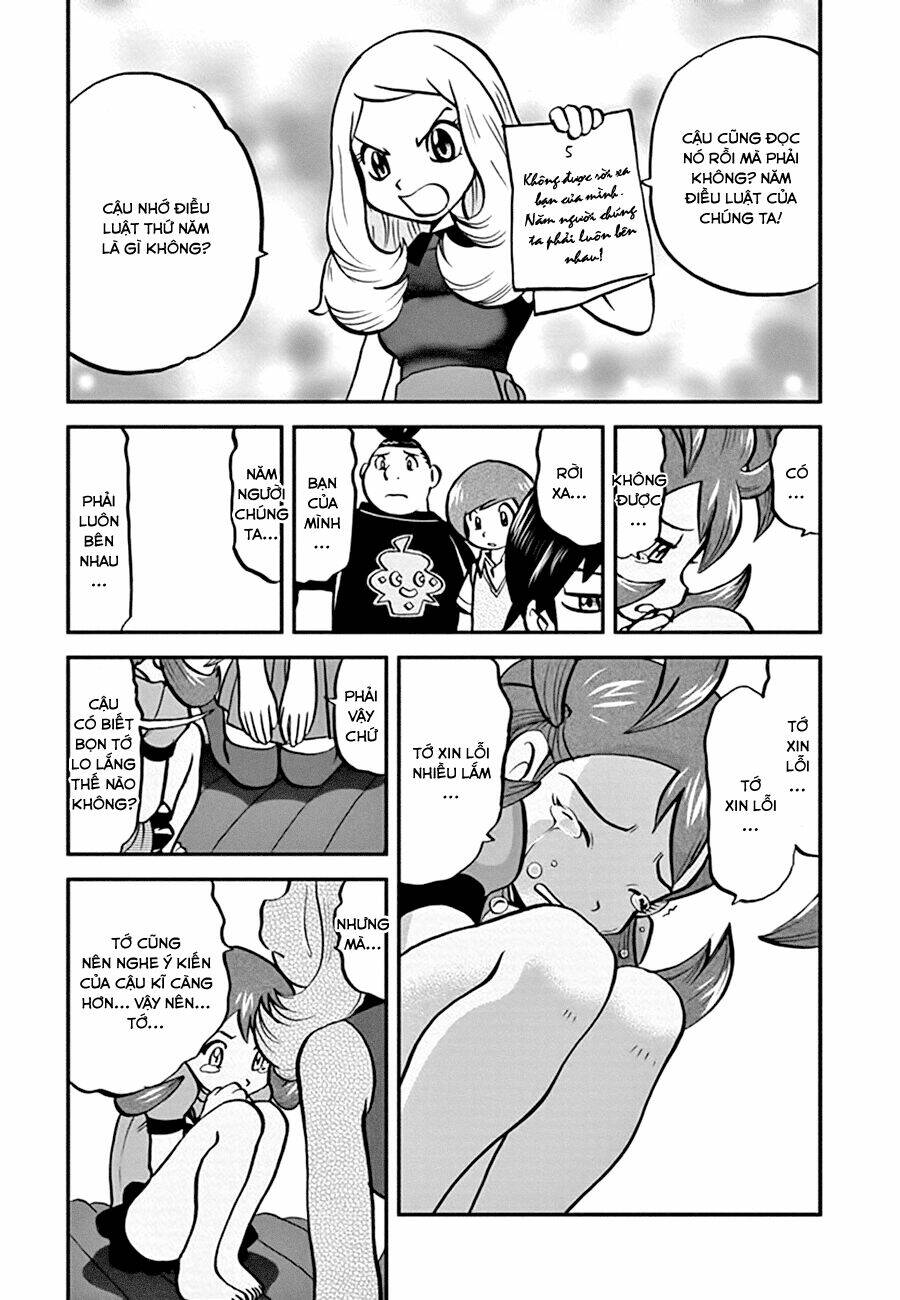 CẬU CŨNG ĐỌC
NÓ RỒI MÀ PHẢI
KHÔNG? NĂM
ĐIỀU LUẬT CỦA
CHÚNG TA!
5
Không được rời xa
bạn của mình.
Năm người chúng
ta phải luôn bên
nhau!
CẬU NHỚ ĐIỀU
LUẬT THỨ NĂM
LÀ GÌ KHÔNG?
CÓ
...
KHÔNG
ĐƯỢC
...
RỜI
XA...
BẠN
CỦA
MÌNH
...
NĂM
NGƯỜI
CHÚNG
TA...
PHẢI
LUÔN
BÊN
NHAU
...
TỚ
XIN LỖI
...
TỚ
XIN LỖI
...
TỚ XIN LỖI
NHIỀU LẮM
...
PHẢI
VẬY
CHỨ
CẬU
CÓ BIẾT
BỌN TỚ
LO LẮNG
THẾ NÀO
KHÔNG?
NHƯNG
MÀ...
TỚ CŨNG
NÊN NGHE Ý KIẾN
CỦA CẬU KĨ CÀNG
HƠN... VẬY NÊN...
TỚ...